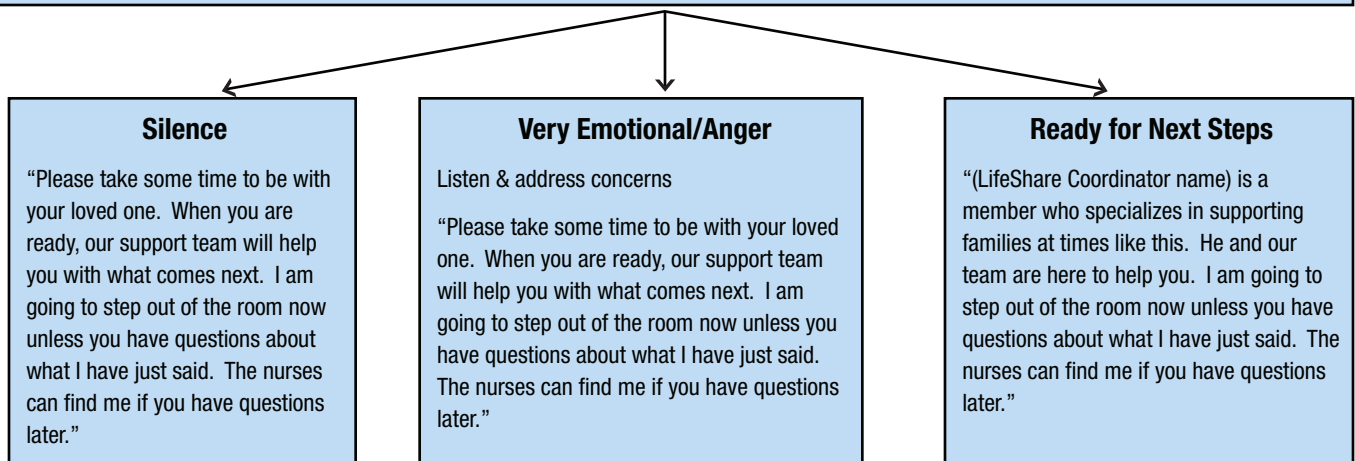 Silence
“Please take some time to be with
your loved one.  When you are
ready, our support team will help
you with what comes next.  I am
going to step out of the room now
unless you have questions about
what I have just said.  The nurses
can find me if you have questions
later.”
Very Emotional/Anger
Listen & address concerns
“Please take some time to be with your loved
one.  When you are ready, our support team
will help you with what comes next.  I am
going to step out of the room now unless you
have questions about what I have just said.
The nurses can find me if you have questions
later.”
Ready for Next Steps
“(LifeShare Coordinator name) is a
member who specializes in supporting
families at times like this.  He and our
team are here to help you.  I am going to
step out of the room now unless you have
questions about what I have just said.  The
nurses can find me if you have questions
later.”